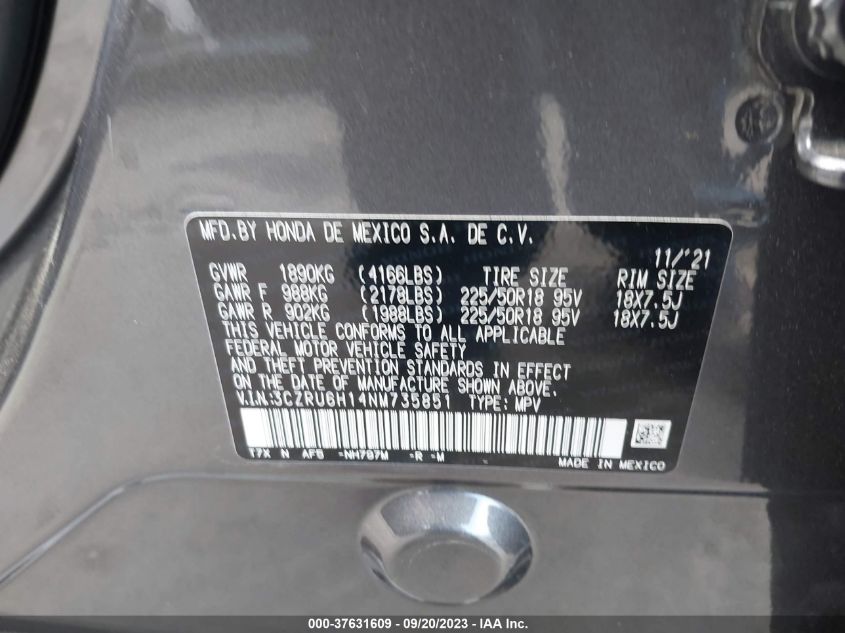 MFD.BY HONDA DE MEXICO S.A. DE C.V.
11/'21
GVWR 1890KG (4166LBS) TIRE SIZE RIM SIZE
GAWR F 988KG (2178LBS) 225/50R18 95V 18X7.5J
GAWR R 902KG (1988LBS) 225/50R18 95V 18X7.5J
THIS VEHICLE CONFORMS TO ALL APPLICABLE
FEDERAL MOTOR VEHICLE SAFETY
AND THEFT PREVENTION STANDARDS IN EFFECT
ON THE DATE OF MANUFACTURE SHOWN ABOVE.
V.I.N:3CZRU6H14NM735851 TYPE: MPV
T7X N AFB -NH797M -R -M
MADE IN MEXICO
000-37631609 - 09/20/2023 - IAA Inc.